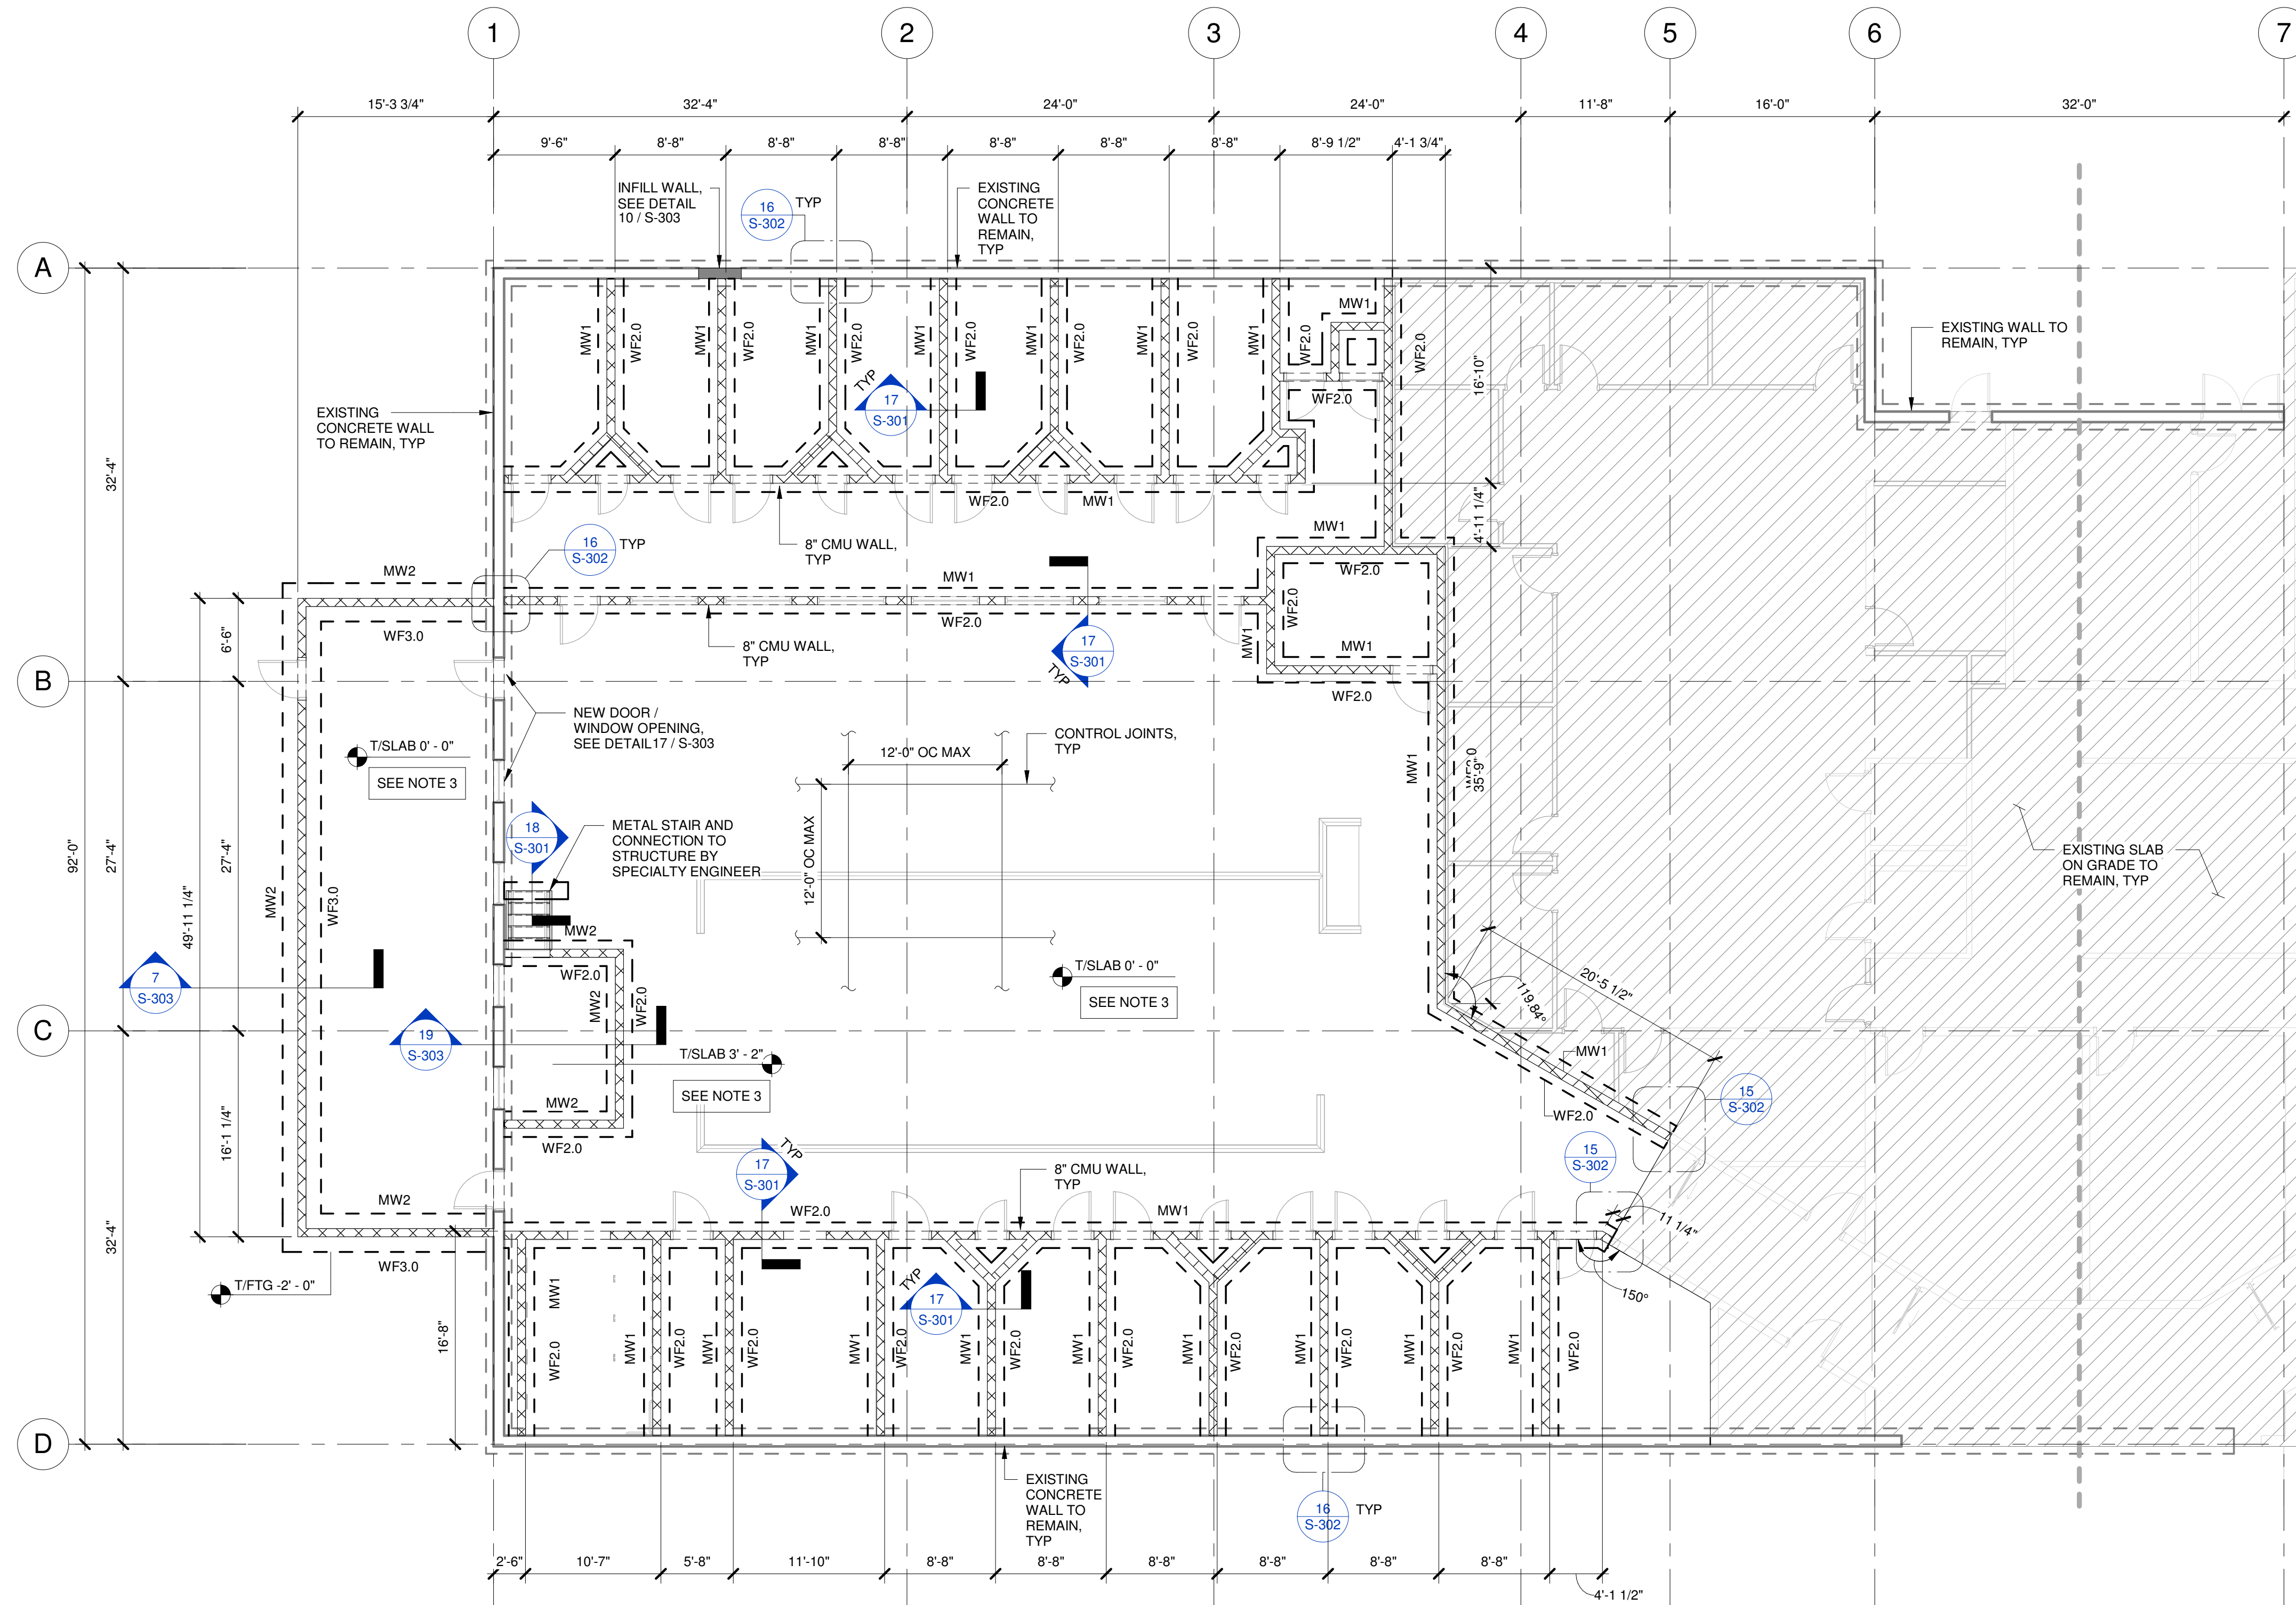 1
2
3
4
5
6
7
15'-3 3/4"
32'-4"
24'-0"
24'-0"
11'-8"
16'-0"
32'-0"
9'-6"
8'-8"
8'-8"
8'-8"
8'-8"
8'-8"
8'-8"
8'-9 1/2"
4'-1 3/4"
INFILL WALL,
SEE DETAIL
10 / S-303
16
S-302
TYP
EXISTING
CONCRETE
WALL TO
REMAIN,
TYP
A
MW1
WF2.0
MW1
WF2.0
MW1
WF2.0
MW1
WF2.0
MW1
WF2.0
MW1
WF2.0
MW1
WF2.0
MW1
WF2.0
WF2.0
16'-10"
EXISTING WALL TO
REMAIN, TYP
TYP
17
S-301
EXISTING
CONCRETE WALL
TO REMAIN, TYP
32'-4"
WF2.0
MW1
4'-11 1/4"
8" CMU WALL,
TYP
16
S-302
TYP
MW1
WF2.0
MW2
MW1
WF2.0
WF2.0
MW1
MW1
WF2.0
WF3.0
6'-6"
8" CMU WALL,
TYP
17
S-301
TYP
B
NEW DOOR /
WINDOW OPENING,
SEE DETAIL17 / S-303
T/SLAB 0' - 0"
SEE NOTE 3
CONTROL JOINTS,
TYP
12'-0" OC MAX
12'-0" OC MAX
MW1
WF2.0
35'-9"
18
S-301
METAL STAIR AND
CONNECTION TO
STRUCTURE BY
SPECIALTY ENGINEER
EXISTING SLAB
ON GRADE TO
REMAIN, TYP
92'-0"
27'-4"
49'-11 1/4"
27'-4"
MW2
WF3.0
7
S-303
MW2
WF2.0
MW2
WF2.0
T/SLAB 0' - 0"
SEE NOTE 3
20'-5 1/2"
119.84°
C
19
S-303
T/SLAB 3' - 2"
SEE NOTE 3
MW1
WF2.0
15
S-302
MW2
WF2.0
16'-1 1/4"
17
S-301
TYP
8" CMU WALL,
TYP
15
S-302
MW2
WF2.0
MW1
11 1/4"
32'-4"
WF3.0
T/FTG -2' - 0"
16'-8"
150°
TYP
17
S-301
MW1
WF2.0
MW1
WF2.0
MW1
WF2.0
MW1
WF2.0
MW1
WF2.0
MW1
MW1
WF2.0
MW1
WF2.0
MW1
WF2.0
MW1
WF2.0
D
EXISTING
CONCRETE
WALL TO
REMAIN,
TYP
16
S-302
TYP
2'-6"
10'-7"
5'-8"
11'-10"
8'-8"
8'-8"
8'-8"
8'-8"
8'-8"
8'-8"
4'-1 1/2"